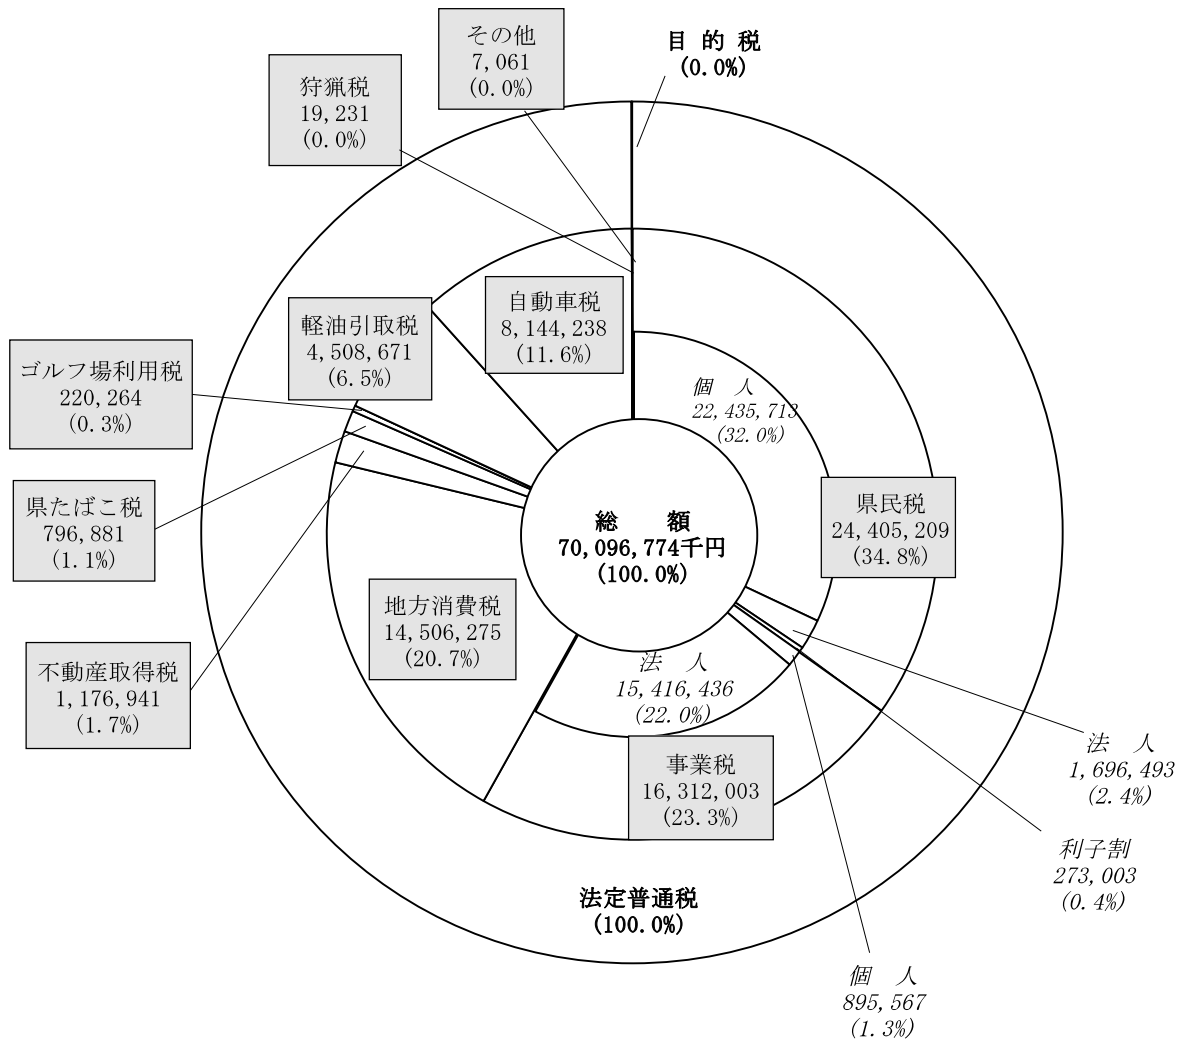 その他
7,061
(0.0%)
目 的 税
(0.0%)
狩猟税
19,231
(0.0%)
自動車税
8,144,238
(11.6%)
軽油引取税
4,508,671
(6.5%)
ゴルフ場利用税
220,264
(0.3%)
個 人
22,435,713
(32.0%)
県たばこ税
796,881
(1.1%)
県民税
24,405,209
(34.8%)
総 額
70,096,774千円
(100.0%)
地方消費税
14,506,275
(20.7%)
不動産取得税
1,176,941
(1.7%)
法 人
15,416,436
(22.0%)
事業税
16,312,003
(23.3%)
法 人
1,696,493
(2.4%)
利子割
273,003
(0.4%)
法定普通税
(100.0%)
個 人
895,567
(1.3%)